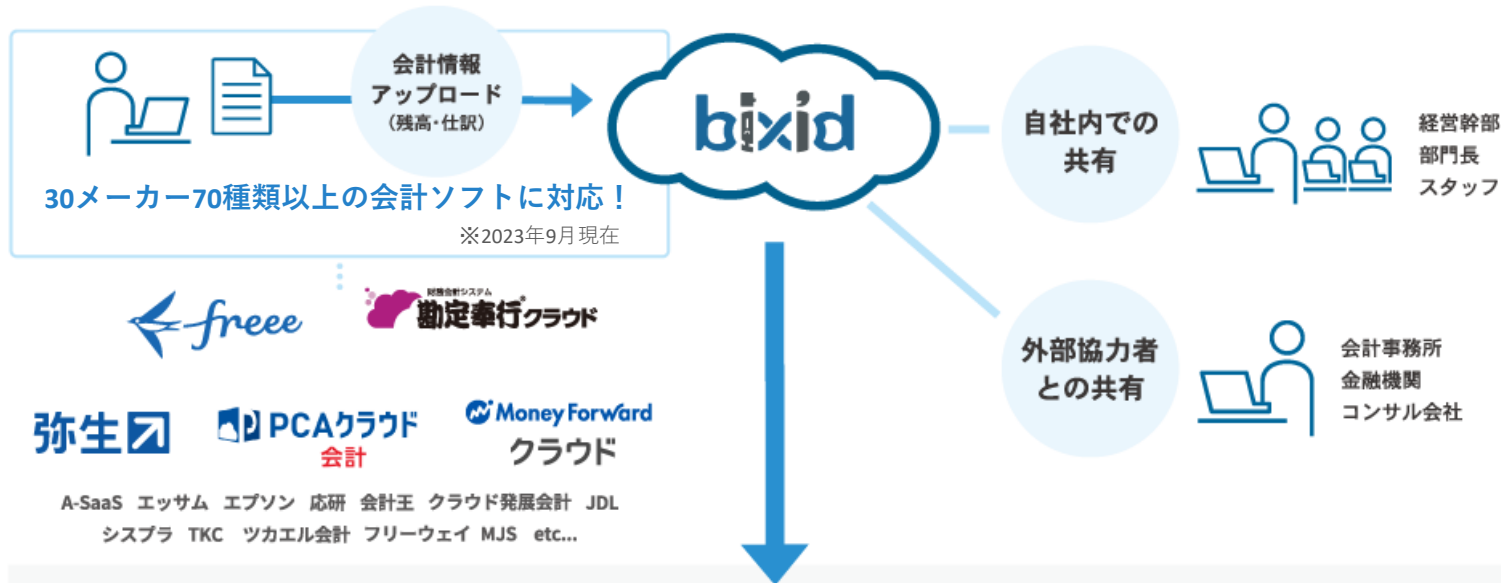 会計情報
アップロード
（残高・仕訳）
30メーカー70種類以上の会計ソフトに対応！
※2023年9月現在
bixid
自社内での
共有
経営幹部
部門長
スタッフ
外部協力者
との共有
会計事務所
金融機関
コンサル会社
freee
財務会計システム
勘定奉行®クラウド
弥生
PCAクラウド
会計
Money Forward
クラウド
A-SaaS エッサム エプソン 応研 会計王 クラウド発展会計 JDL
シスプラ TKC ツカエル会計 フリーウェイ MJS etc...